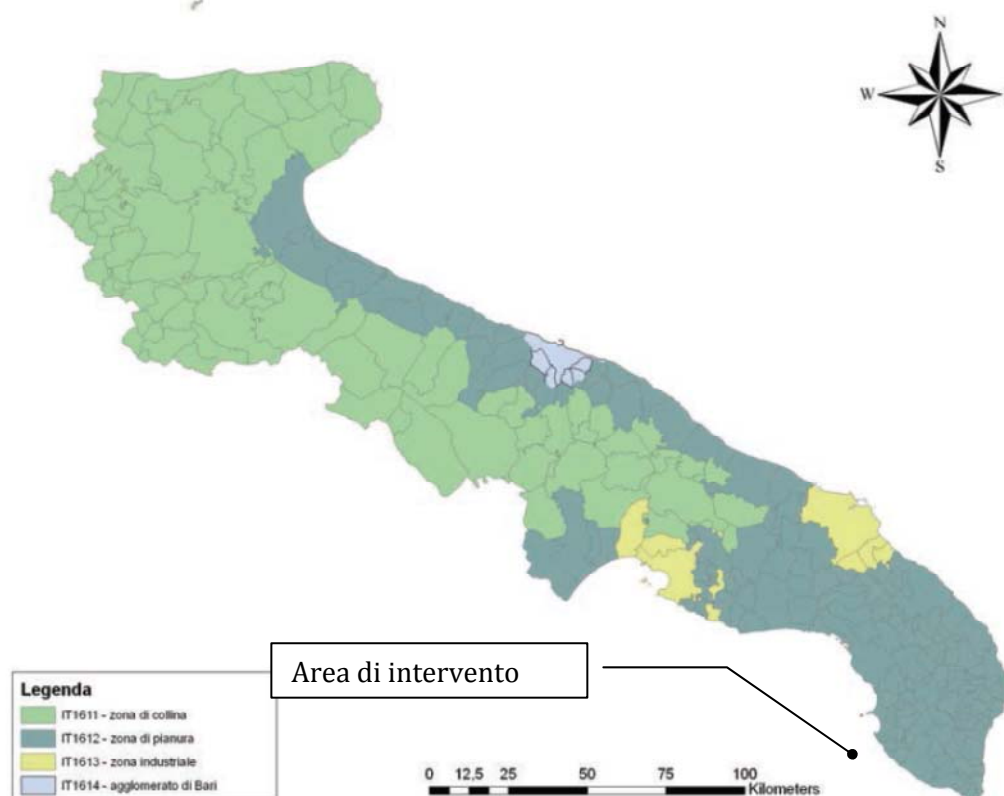 N
W
S
Area di intervento
Legenda
IT1611 - zona di collina
IT1612 - zona di pianura
IT1613 - zona industriale
IT1614 - agglomerato di Bari
0 12,5 25 50 75 100
Kilometers